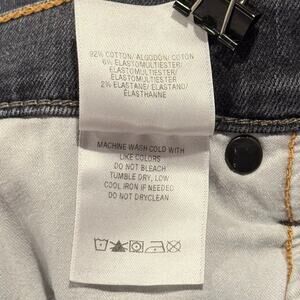 92% COTTON/ ALGODÓN/ COTON
6% ELASTOMULTIESTER/
ELASTOMULTIESTER/
ELASTOMULTIESTER
2% ELASTANE/ ELASTANO/
ELASTHANNE
MACHINE WASH COLD WITH
LIKE COLORS
DO NOT BLEACH
TUMBLE DRY, LOW
COOL IRON IF NEEDED
DO NOT DRYCLEAN